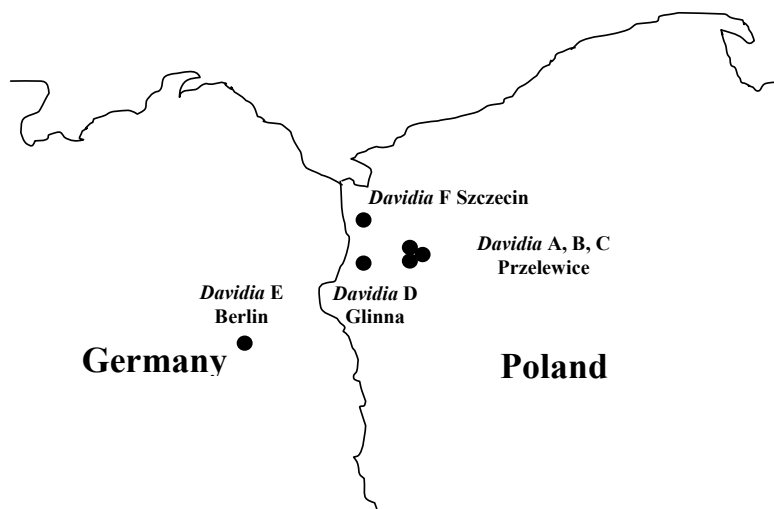 Davidia F Szczecin
Davidia A, B, C
Przelewice
Davidia E
Berlin
Davidia D
Glinna
Germany
Poland